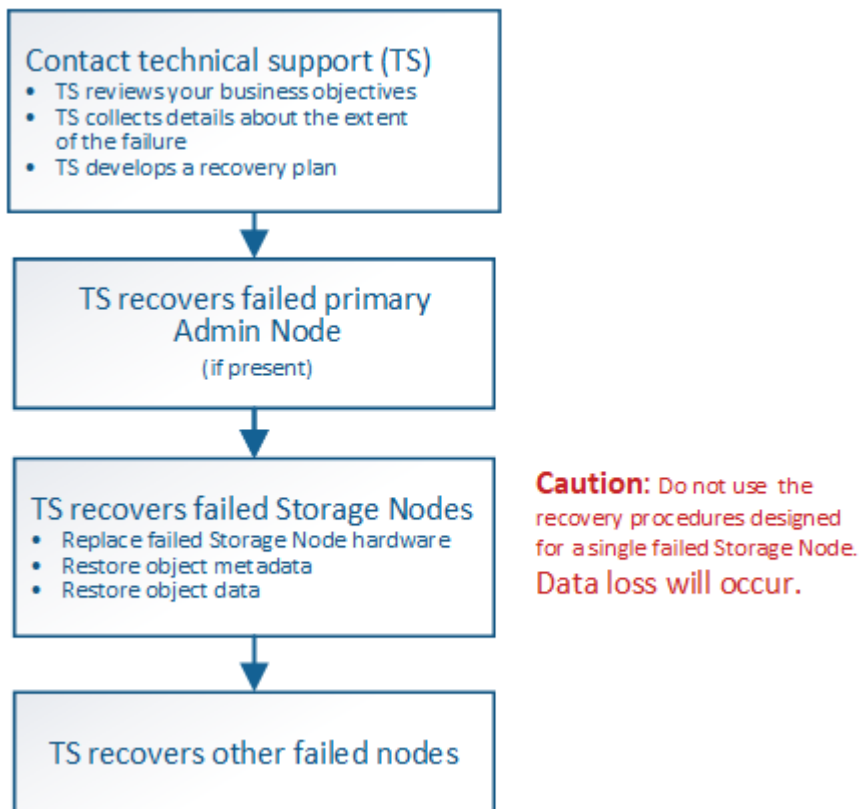 Contact technical support (TS)
• TS reviews your business objectives
• TS collects details about the extent
of the failure
• TS develops a recovery plan
TS recovers failed primary
Admin Node
(if present)
TS recovers failed Storage Nodes
• Replace failed Storage Node hardware
• Restore object metadata
• Restore object data
Caution: Do not use the
recovery procedures designed
for a single failed Storage Node.
Data loss will occur.
TS recovers other failed nodes